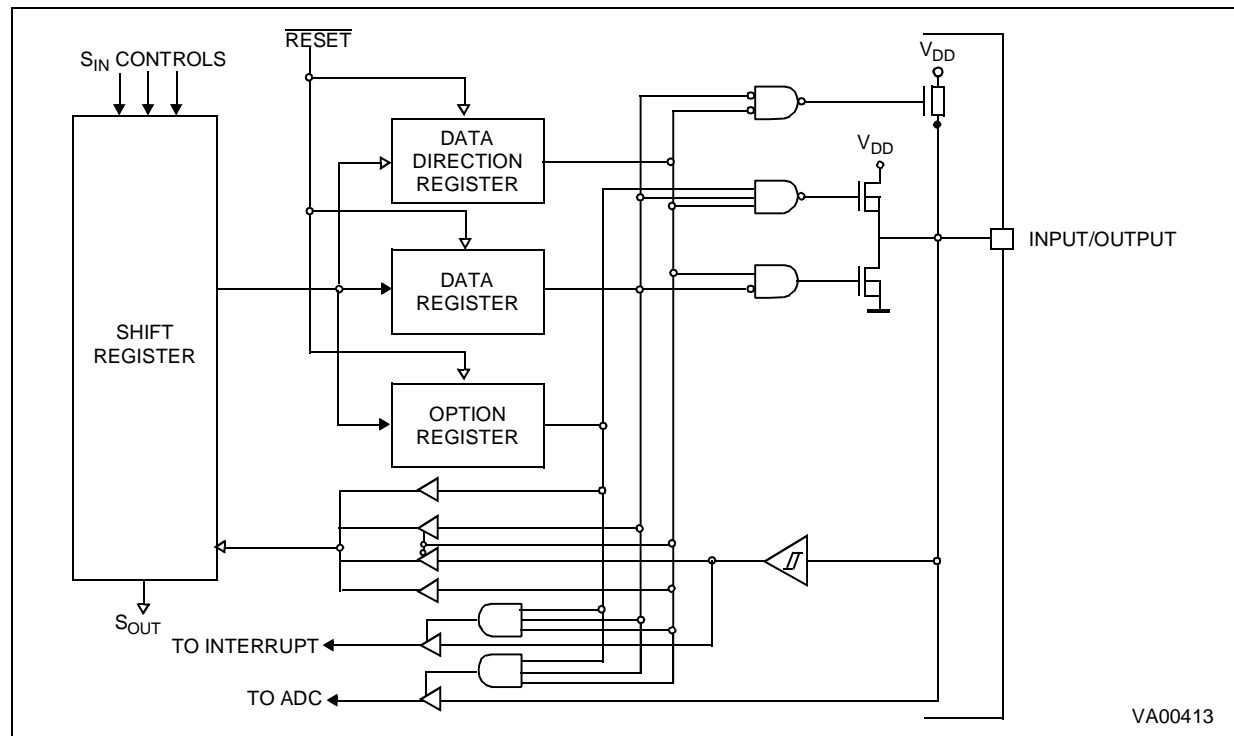 RESET
S_IN CONTROLS
V_DD
DATA
DIRECTION
REGISTER
V_DD
INPUT/OUTPUT
DATA
REGISTER
SHIFT
REGISTER
OPTION
REGISTER
S_OUT
TO INTERRUPT
TO ADC
VA00413